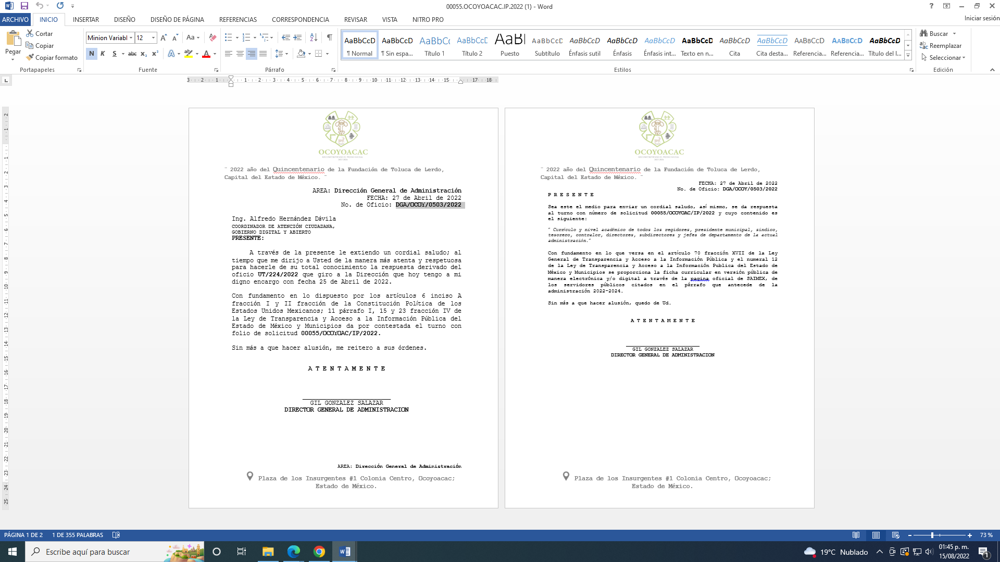 00055.OCOYOACAC.IP.2022 (1) - Word
ARCHIVO INICIO INSERTAR DISEÑO DISEÑO DE PÁGINA REFERENCIAS CORRESPONDENCIA REVISAR VISTA NITRO PRO Iniciar sesión
Pegar
Cortar
Copiar
Copiar formato
Portapapeles
Minion Variabl 12
N K S abc x₂ x²
Fuente
Párrafo
AaBbCcD AaBbCcD AaBbCc AaBbCcD AaBl AaBbCcD AaBbCcD AaBbCcD AaBbCcD AaBbCcD AaBbCcD AaBbCcD AaBbCcD AaBbCcD AaBbCcD
¶ Normal ¶ Sin espa... Título 1 Título 2 Puesto Subtítulo Énfasis sutil Énfasis Énfasis int... Texto en n... Cita Cita desta... Referencia... Referencia... Título del l...
Estilos
Buscar
Reemplazar
Seleccionar
Edición
3 2 1 1 2 3 4 5 6 7 8 9 10 11 12 13 14 15 17 18
OCOYOACAC
¨ 2022 año del Quincentenario de la Fundación de Toluca de Lerdo,
Capital del Estado de México. ¨
AREA: Dirección General de Administración
FECHA: 27 de Abril de 2022
No. de Oficio: DGA/OCOY/0503/2022
Ing. Alfredo Hernández Dávila
COORDINADOR DE ATENCIÓN CIUDADANA,
GOBIERNO DIGITAL Y ABIERTO
PRESENTE:
A través de la presente le extiendo un cordial saludo; al
tiempo que me dirijo a Usted de la manera más atenta y respetuosa
para hacerle de su total conocimiento la respuesta derivado del
oficio UT/224/2022 que giro a la Dirección que hoy tengo a mi
digno encargo con fecha 25 de Abril de 2022.
Con fundamento en lo dispuesto por los artículos 6 inciso A
fracción I y II fracción de la Constitución Política de los
Estados Unidos Mexicanos; 11 párrafo I, 15 y 23 fracción IV de
la Ley de Transparencia y Acceso a la Información Pública del
Estado de México y Municipios da por contestada el turno con
folio de solicitud 00055/OCOYOAC/IP/2022.
Sin más a que hacer alusión, me reitero a sus órdenes.
A T E N T A M E N T E
GIL GONZALEZ SALAZAR
DIRECTOR GENERAL DE ADMINISTRACION
AREA: Dirección General de Administración
Plaza de los Insurgentes #1 Colonia Centro, Ocoyoacac;
Estado de México.
OCOYOACAC
¨ 2022 año del Quincentenario de la Fundación de Toluca de Lerdo,
Capital del Estado de México. ¨
FECHA: 27 de Abril de 2022
No. de Oficio: DGA/OCOY/0503/2022
P R E S E N T E
Sea este el medio para enviar un cordial saludo, así mismo, se da respuesta
al turno con número de solicitud 00055/OCOYOAC/IP/2022 y cuyo contenido es
el siguiente:
" Currículo y nivel académico de todos los regidores, presidente municipal, sindico,
tesorero, contralor, directores, subdirectores y jefes de departamento de la actual
administración."
Con fundamento en lo que versa en el artículo 70 fracción XVII de la Ley
General de Transparencia y Acceso a la Información Pública y el numeral 12
de la Ley de Transparencia y Acceso a la Información Publica del Estado de
México y Municipios se proporciona la ficha curricular en versión pública de
manera electrónica y/o digital a través de la pagina oficial de SAIMEX, de
los servidores públicos citados en el párrafo que antecede de la
administración 2022-2024.
Sin más a que hacer alusión, quedo de Ud.
A T E N T A M E N T E
GIL GONZALEZ SALAZAR
DIRECTOR GENERAL DE ADMINISTRACION
Plaza de los Insurgentes #1 Colonia Centro, Ocoyoacac;
Estado de México.
PÁGINA 1 DE 2 1 DE 355 PALABRAS 73 %
Escribe aquí para buscar
19°C Nublado
01:45 p. m.
15/08/2022
1